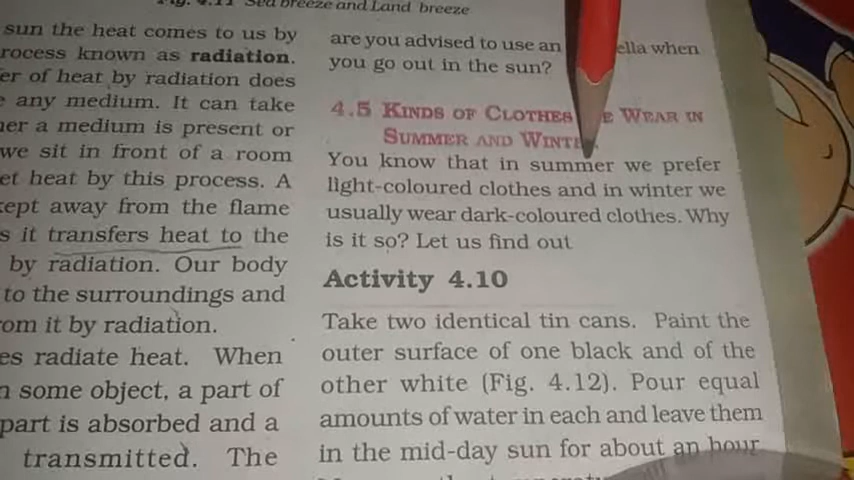 Sea breeze and Land breeze
sun the heat comes to us by
rocess known as radiation.
er of heat by radiation does
any medium. It can take
her a medium is present or
we sit in front of a room
et heat by this process. A
kept away from the flame
s it transfers heat to the
by radiation. Our body
to the surroundings and
om it by radiation.
es radiate heat. When
n some object, a part of
part is absorbed and a
transmitted. The
are you advised to use an ella when
you go out in the sun?
4.5 KINDS OF CLOTHES E WEAR IN
SUMMER AND WINTE
You know that in summer we prefer
light-coloured clothes and in winter we
usually wear dark-coloured clothes. Why
is it so? Let us find out
Activity 4.10
Take two identical tin cans. Paint the
outer surface of one black and of the
other white (Fig. 4.12). Pour equal
amounts of water in each and leave them
in the mid-day sun for about an hour